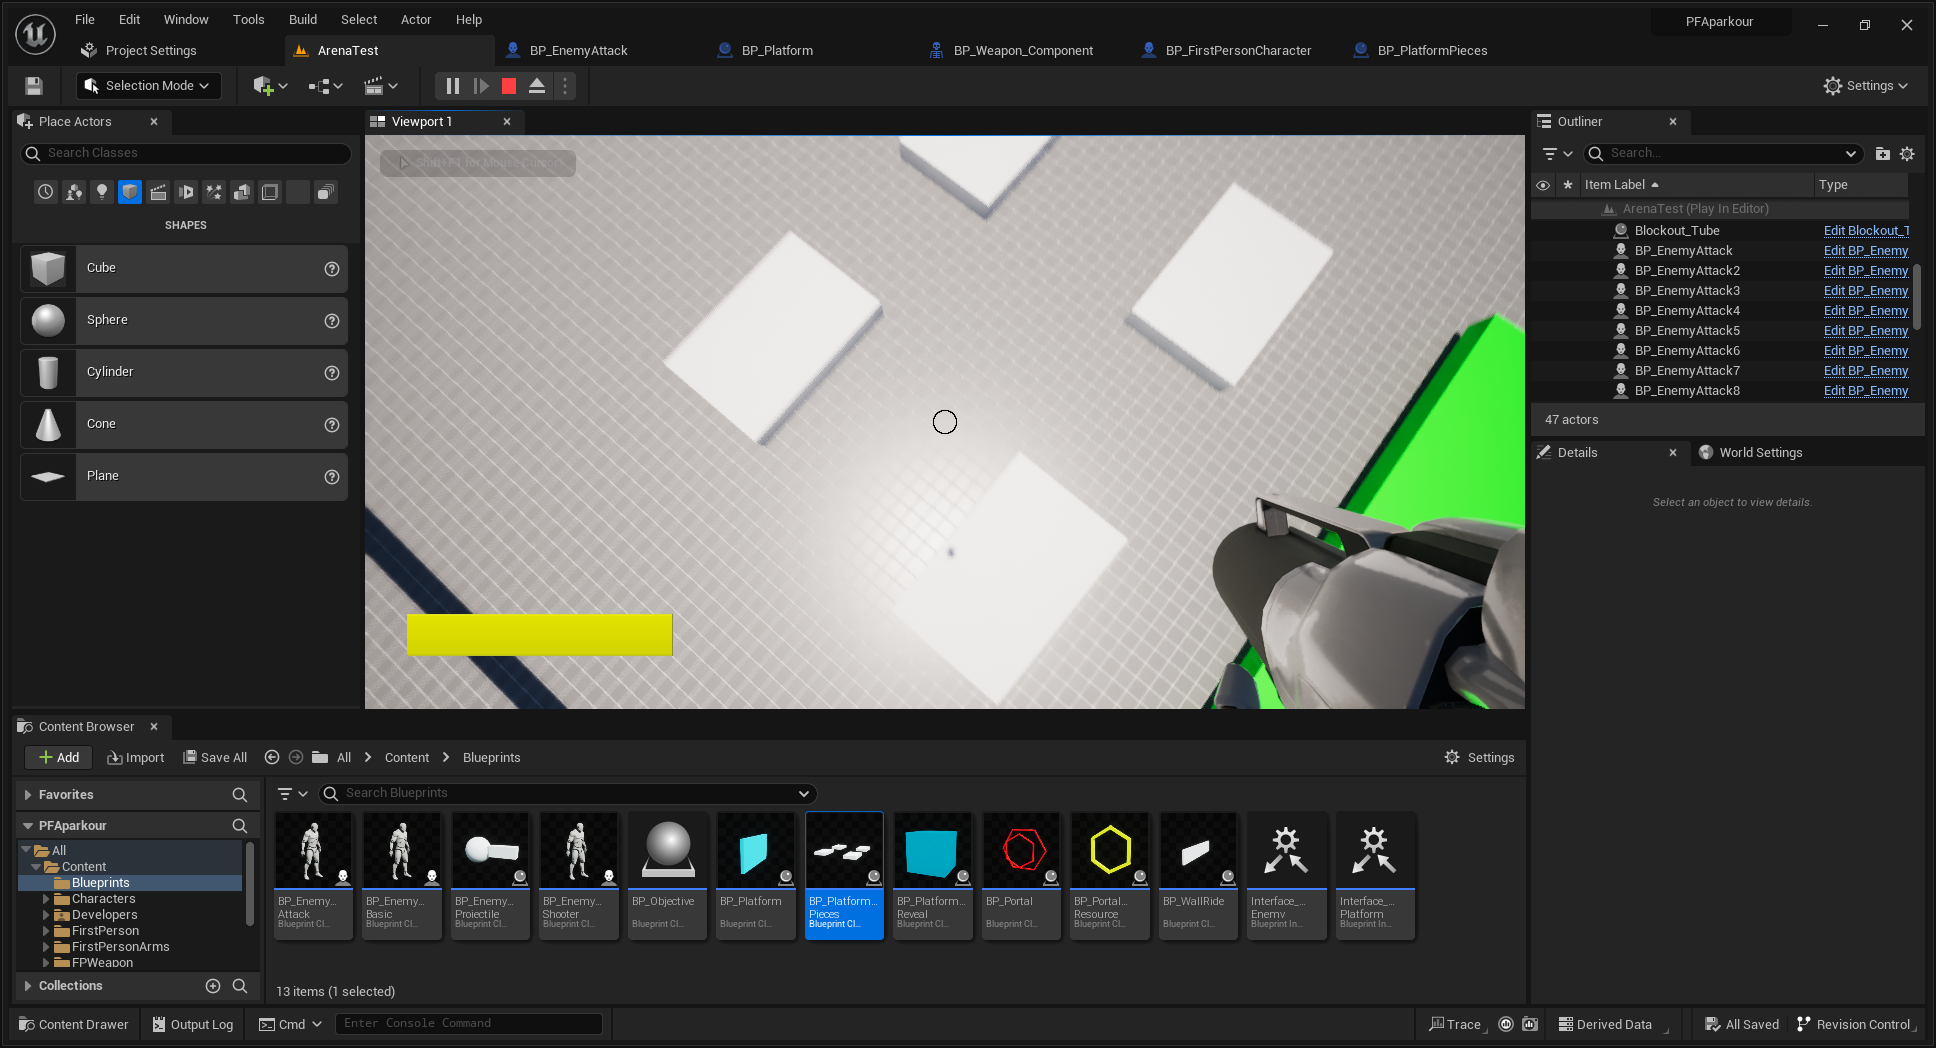 File Edit Window Tools Build Select Actor Help
PFAparkour
Project Settings
ArenaTest
BP_EnemyAttack
BP_Platform
BP_Weapon_Component
BP_FirstPersonCharacter
BP_PlatformPieces
Selection Mode
Settings
Place Actors
Search Classes
SHAPES
Cube
Sphere
Cylinder
Cone
Plane
Viewport 1
Shift+F1 for Mouse Cursor
Outliner
Search...
Item Label
Type
ArenaTest (Play In Editor)
Blockout_Tube Edit Blockout_T
BP_EnemyAttack Edit BP_Enemy
BP_EnemyAttack2 Edit BP_Enemy
BP_EnemyAttack3 Edit BP_Enemy
BP_EnemyAttack4 Edit BP_Enemy
BP_EnemyAttack5 Edit BP_Enemy
BP_EnemyAttack6 Edit BP_Enemy
BP_EnemyAttack7 Edit BP_Enemy
BP_EnemyAttack8 Edit BP_Enemy
47 actors
Details
World Settings
Select an object to view details.
Content Browser
Add
Import
Save All
All
Content
Blueprints
Settings
Favorites
PFAparkour
All
Content
Blueprints
Characters
Developers
FirstPerson
FirstPersonArms
FPWeapon
Collections
Search Blueprints
BP_Enemy...
Attack
Blueprint Cl...
BP_Enemy...
Basic
Blueprint Cl...
BP_Enemy...
Projectile
Blueprint Cl...
BP_Enemy...
Shooter
Blueprint Cl...
BP_Objective
Blueprint Cl...
BP_Platform
Blueprint Cl...
BP_Platform...
Pieces
Blueprint Cl...
BP_Platform...
Reveal
Blueprint Cl...
BP_Portal
Blueprint Cl...
BP_Portal...
Resource
Blueprint Cl...
BP_WallRide
Blueprint Cl...
Interface_...
Enemy
Blueprint In...
Interface_...
Platform
Blueprint In...
13 items (1 selected)
Content Drawer
Output Log
Cmd
Enter Console Command
Trace
Derived Data
All Saved
Revision Control